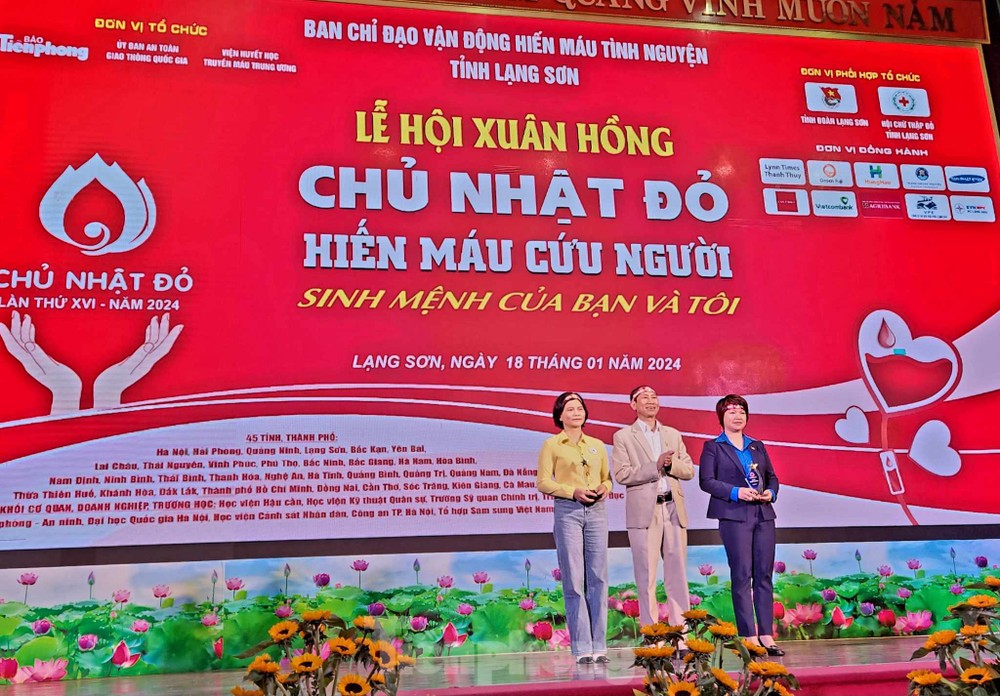 QUANG VINH MUÔN NĂM
BÁO
Tiền phong
ĐƠN VỊ TỔ CHỨC
ỦY BAN AN TOÀN
GIAO THÔNG QUỐC GIA
VIỆN HUYẾT HỌC
TRUYỀN MÁU TRUNG ƯƠNG
BAN CHỈ ĐẠO VẬN ĐỘNG HIẾN MÁU TÌNH NGUYỆN
TỈNH LẠNG SƠN
ĐƠN VỊ PHỐI HỢP TỔ CHỨC
TỈNH ĐOÀN LẠNG SƠN
HỘI CHỮ THẬP ĐỎ
TỈNH LẠNG SƠN
ĐƠN VỊ ĐỒNG HÀNH
Lynn Times
Thanh Thuỷ
Vietcombank
AGRIBANK
LỄ HỘI XUÂN HỒNG
CHỦ NHẬT ĐỎ
HIẾN MÁU CỨU NGƯỜI
SINH MỆNH CỦA BẠN VÀ TÔI
CHỦ NHẬT ĐỎ
LẦN THỨ XVI - NĂM 2024
LẠNG SƠN, NGÀY 18 THÁNG 01 NĂM 2024
45 TỈNH, THÀNH PHỐ:
Hà Nội, Hải Phòng, Quảng Ninh, Lạng Sơn, Bắc Kạn, Yên Bái,
Lai Châu, Thái Nguyên, Vĩnh Phúc, Phú Thọ, Bắc Ninh, Bắc Giang, Hà Nam, Hòa Bình,
Nam Định, Ninh Bình, Thái Bình, Thanh Hóa, Nghệ An, Hà Tĩnh, Quảng Bình, Quảng Trị, Quảng Nam, Đà Nẵng
Thừa Thiên Huế, Khánh Hòa, Đắk Lắk, Thành phố Hồ Chí Minh, Đồng Nai, Cần Thơ, Sóc Trăng, Kiên Giang, Cà Mau,
KHỐI CƠ QUAN, DOANH NGHIỆP, TRƯỜNG HỌC: Học viện Hậu cần, Học viện Kỹ thuật Quân sự, Trường Sỹ quan Chính trị,
phòng - An ninh, Đại học Quốc gia Hà Nội, Học viện Cảnh sát Nhân dân, Công an TP. Hà Nội, Tổ hợp Sam sung Việt Nam